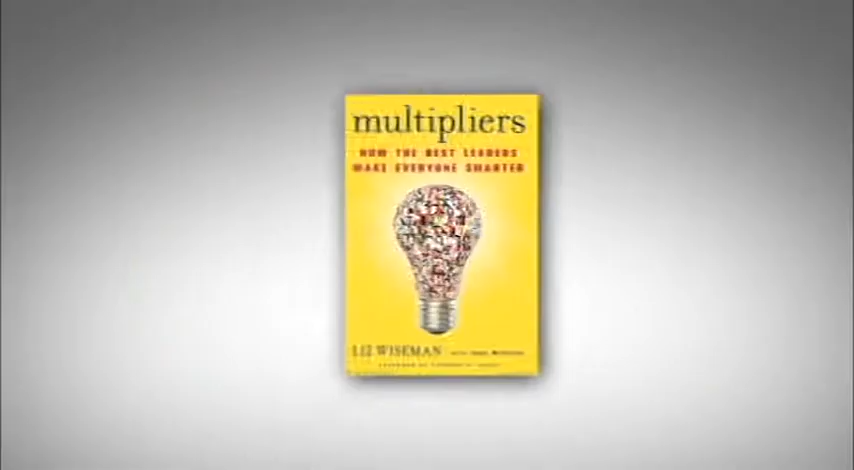 multipliers
HOW THE BEST LEADERS
MAKE EVERYONE SMARTER
LIZ WISEMAN